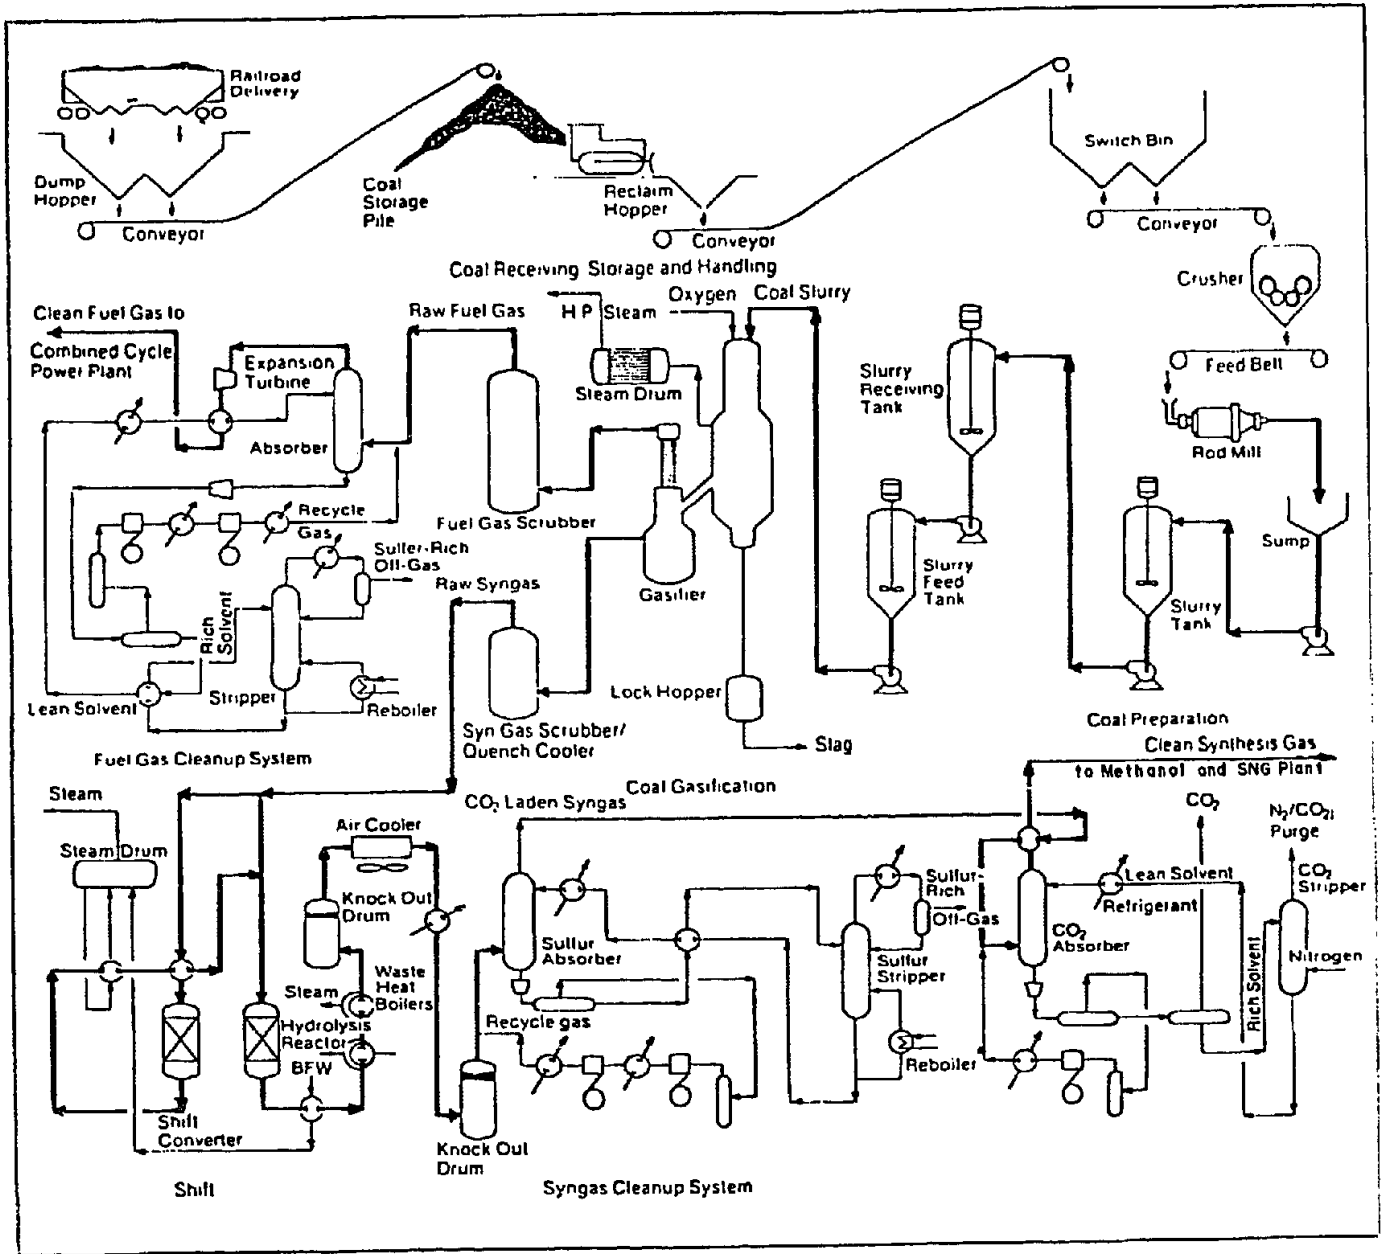 Railroad
Delivery
Dump
Hopper
Conveyor
Coal
Storage
Pile
Reclaim
Hopper
Conveyor
Switch Bin
Conveyor
Crusher
Feed Belt
Rod Mill
Sump
Coal Receiving Storage and Handling
Clean Fuel Gas to
Combined Cycle
Power Plant
Expansion
Turbine
Absorber
Raw Fuel Gas
H P Steam
Oxygen
Coal Slurry
Steam Drum
Fuel Gas Scrubber
Recycle
Gas
Sulfer-Rich
Off-Gas
Raw Syngas
Gasifier
Slurry
Receiving
Tank
Slurry
Feed
Tank
Slurry
Tank
Rich
Solvent
Lean Solvent
Stripper
Reboiler
Syn Gas Scrubber/
Quench Cooler
Lock Hopper
Slag
Coal Preparation
Fuel Gas Cleanup System
Coal Gasification
Clean Synthesis Gas
to Methanol and SNG Plant
Steam
Steam Drum
Air Cooler
Knock Out
Drum
CO2 Laden Syngas
Waste
Heat
Boilers
Steam
Hydrolysis
Reactor
BFW
Shift
Converter
Shift
Sulfur
Absorber
Recycle gas
Knock Out
Drum
Sulfur-
Rich
Off-Gas
Sulfur
Stripper
Reboiler
CO2
N2/CO2
Purge
CO2
Stripper
Lean Solvent
Refrigerant
CO2
Absorber
Rich Solvent
Nitrogen
Syngas Cleanup System